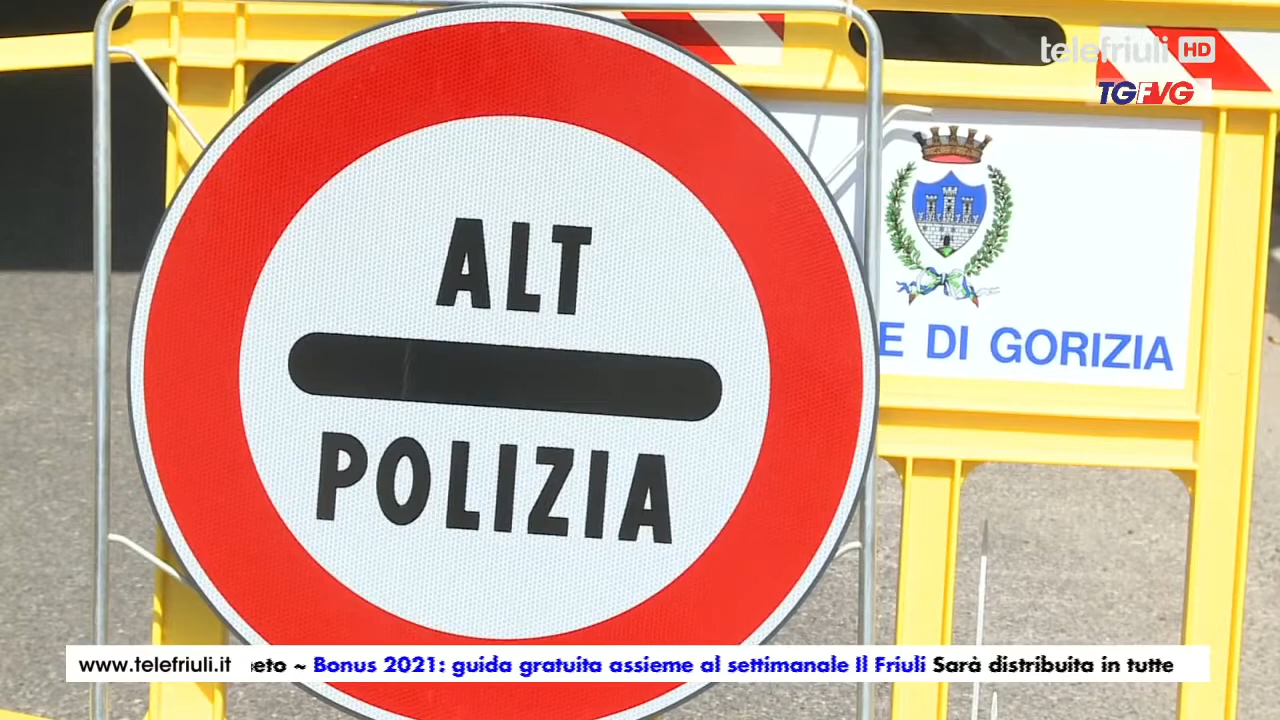 telefriuli HD
TGFVG
ALT
POLIZIA
E DI GORIZIA
www.telefriuli.it
eto ~ Bonus 2021: guida gratuita assieme al settimanale Il Friuli Sarà distribuita in tutte